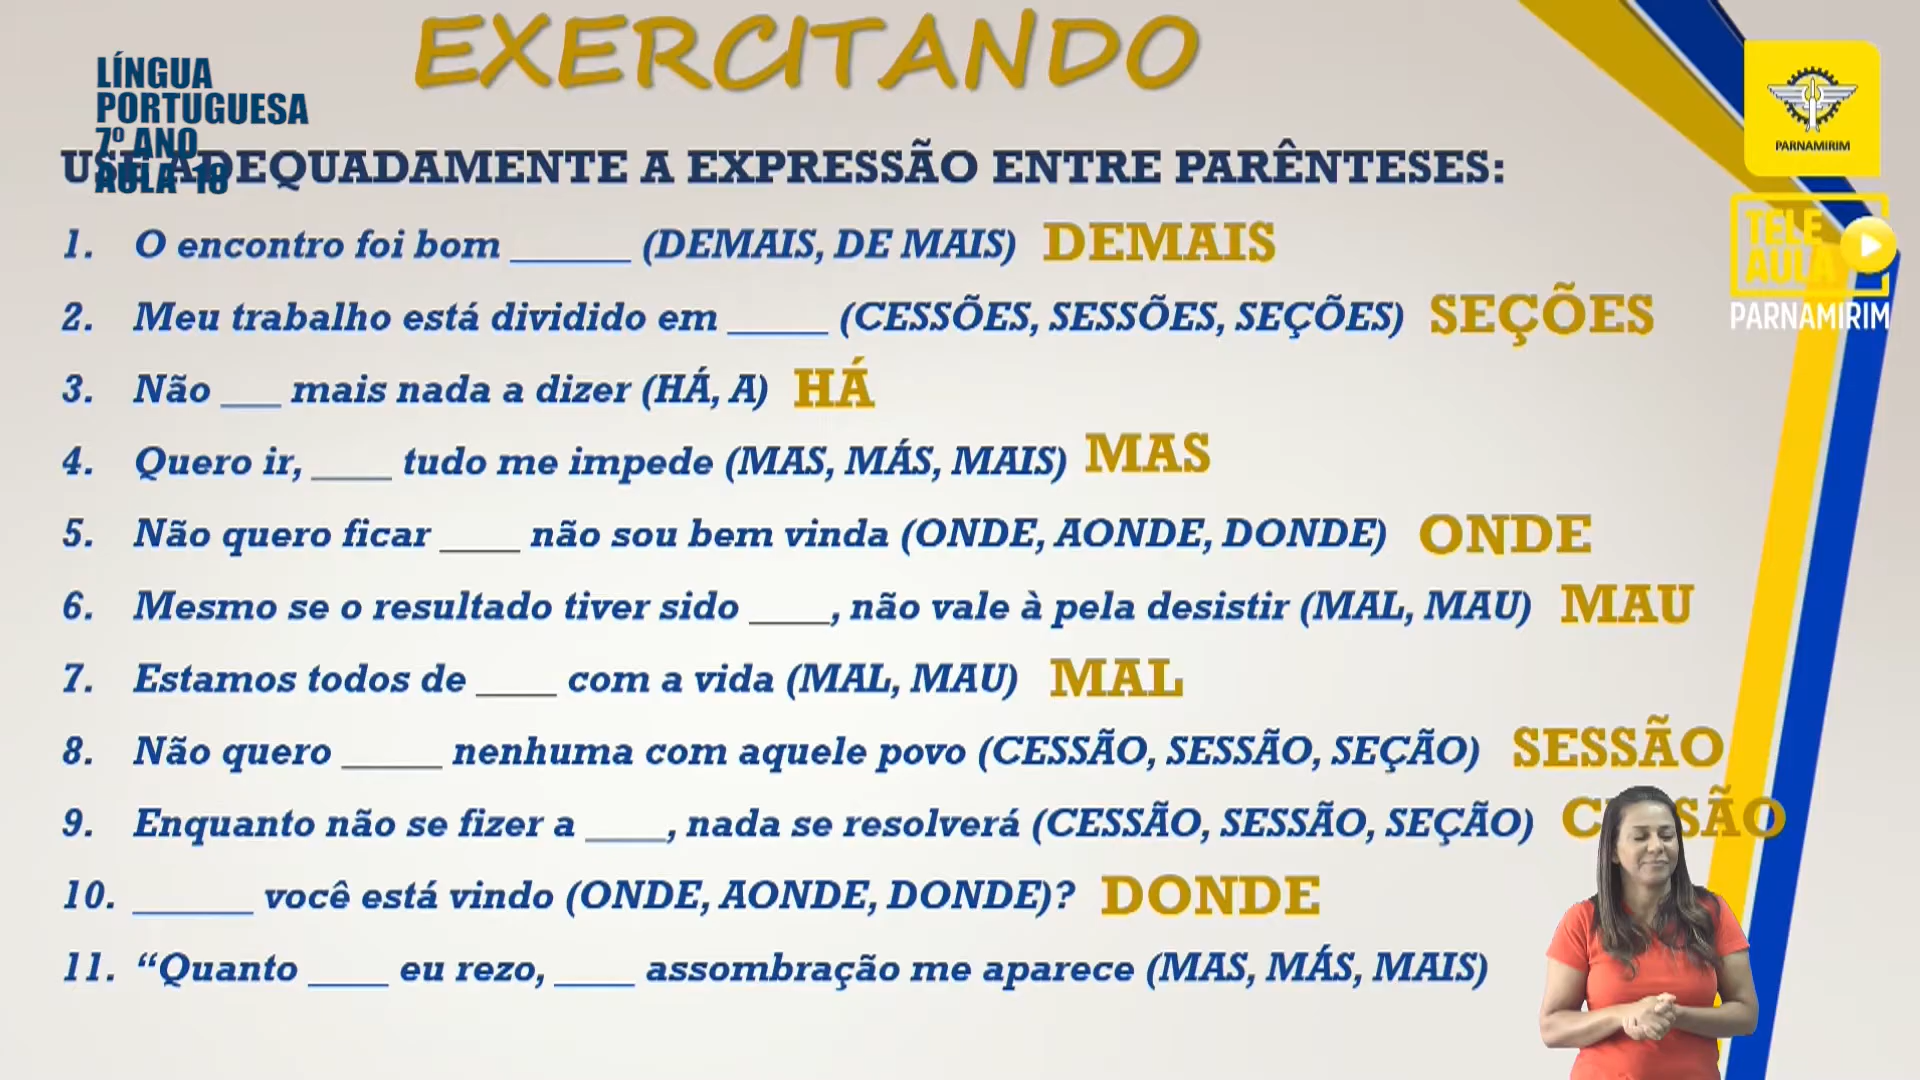 EXERCITANDO
LÍNGUA
PORTUGUESA
7º ANO
AULA 18
USE ADEQUADAMENTE A EXPRESSÃO ENTRE PARÊNTESES:
1. O encontro foi bom ______ (DEMAIS, DE MAIS) DEMAIS
2. Meu trabalho está dividido em _____ (CESSÕES, SESSÕES, SEÇÕES) SEÇÕES
3. Não ___ mais nada a dizer (HÁ, A) HÁ
4. Quero ir, ____ tudo me impede (MAS, MÁS, MAIS) MAS
5. Não quero ficar ____ não sou bem vinda (ONDE, AONDE, DONDE) ONDE
6. Mesmo se o resultado tiver sido ____, não vale à pela desistir (MAL, MAU) MAU
7. Estamos todos de ____ com a vida (MAL, MAU) MAL
8. Não quero _____ nenhuma com aquele povo (CESSÃO, SESSÃO, SEÇÃO) SESSÃO
9. Enquanto não se fizer a ____, nada se resolverá (CESSÃO, SESSÃO, SEÇÃO)
10. ______ você está vindo (ONDE, AONDE, DONDE)? DONDE
11. “Quanto ____ eu rezo, ____ assombração me aparece (MAS, MÁS, MAIS)
PARNAMIRIM
TELE
AULA
PARNAMIRIM